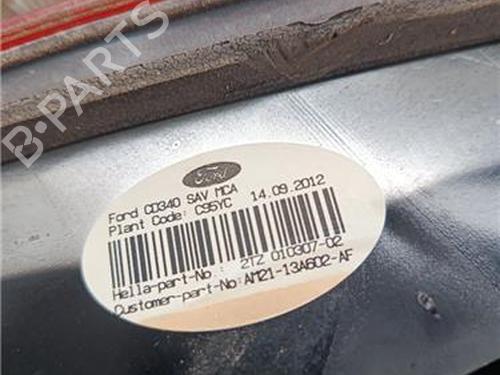 B-PARTS
Ford
Ford CD340 SAV MCA
Plant Code: C95YC 14.09.2012
Hella-part-No.: 2TZ 010307-02
Customer-part-No: AM21-13A602-AF